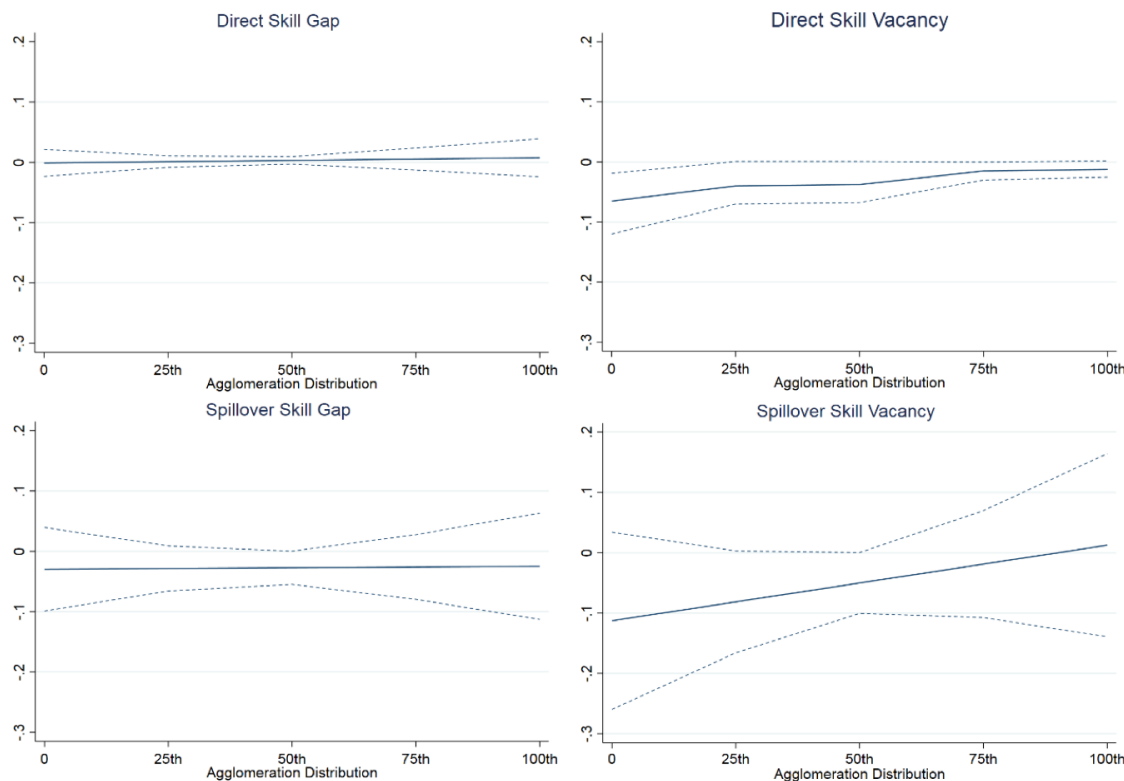 Direct Skill Gap
.2
.1
0
-.1
-.2
-.3
0 25th 50th 75th 100th
Agglomeration Distribution
Direct Skill Vacancy
.2
.1
0
-.1
-.2
-.3
0 25th 50th 75th 100th
Agglomeration Distribution
Spillover Skill Gap
.2
.1
0
-.1
-.2
-.3
0 25th 50th 75th 100th
Agglomeration Distribution
Spillover Skill Vacancy
.2
.1
0
-.1
-.2
-.3
0 25th 50th 75th 100th
Agglomeration Distribution